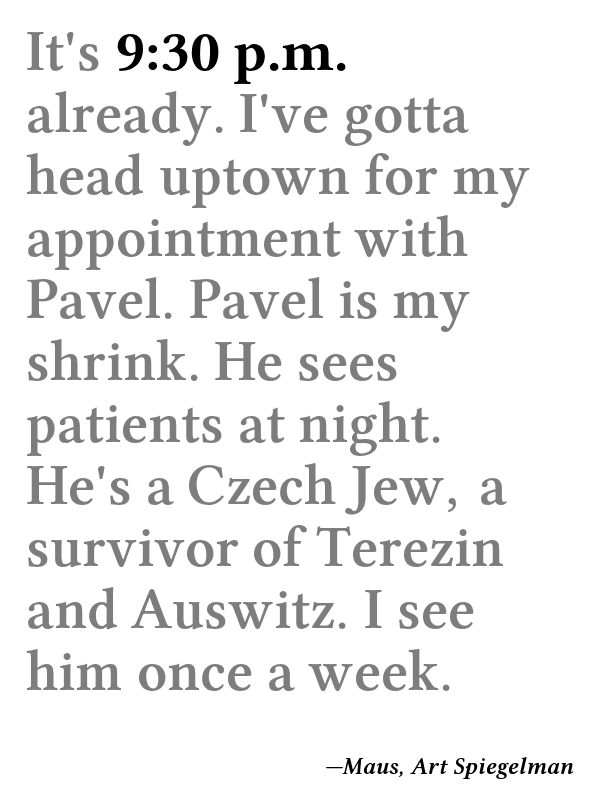 It's 9:30 p.m.
already. I've gotta
head uptown for my
appointment with
Pavel. Pavel is my
shrink. He sees
patients at night.
He's a Czech Jew, a
survivor of Terezin
and Auswitz. I see
him once a week.
—Maus, Art Spiegelman